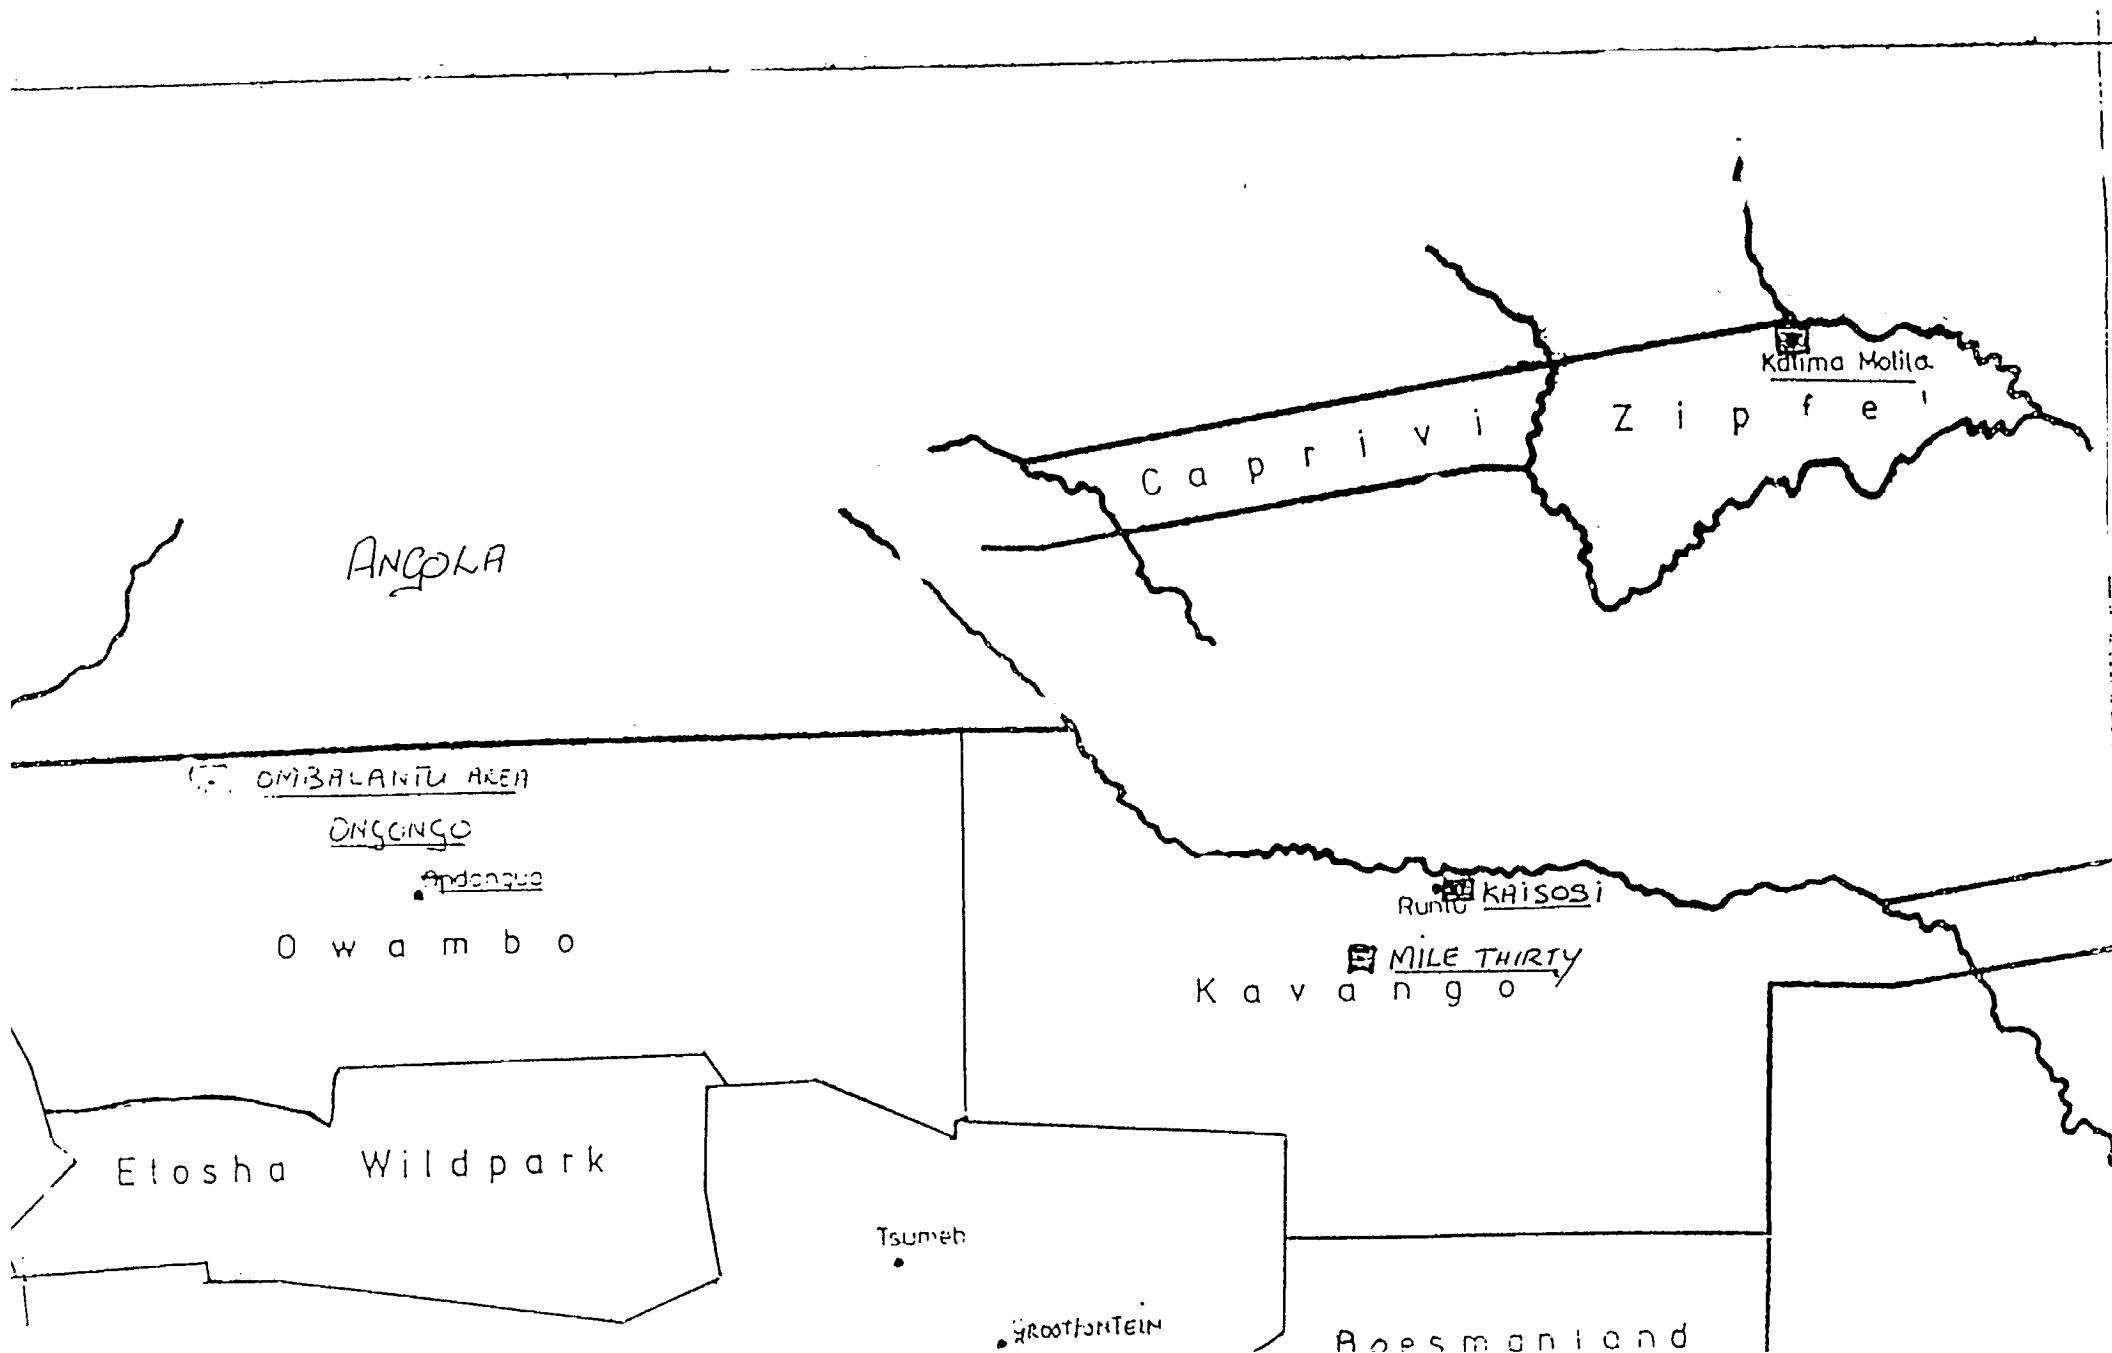 Katima Molila
Caprivi Zipfel
ANGOLA
OMBALANTU AREA
ONGONGO
Ondangua
Owambo
Runtu
KAISOSI
MILE THIRTY
Kavango
Etosha Wildpark
Tsumeb
GROOTFONTEIN
Boesmanland